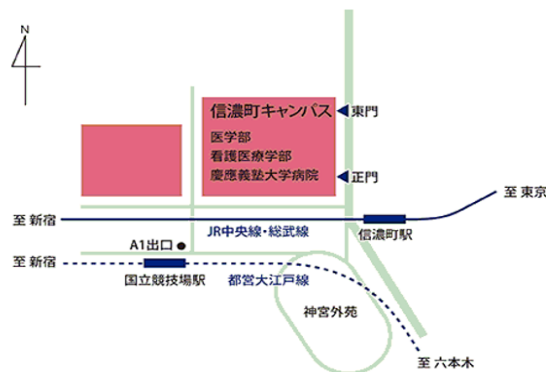 N
信濃町キャンパス
東門
医学部
看護医療学部
慶應義塾大学病院
正門
至 東京
至 新宿
JR中央線・総武線
信濃町駅
A1出口
至 新宿
国立競技場駅
都営大江戸線
神宮外苑
至 六本木